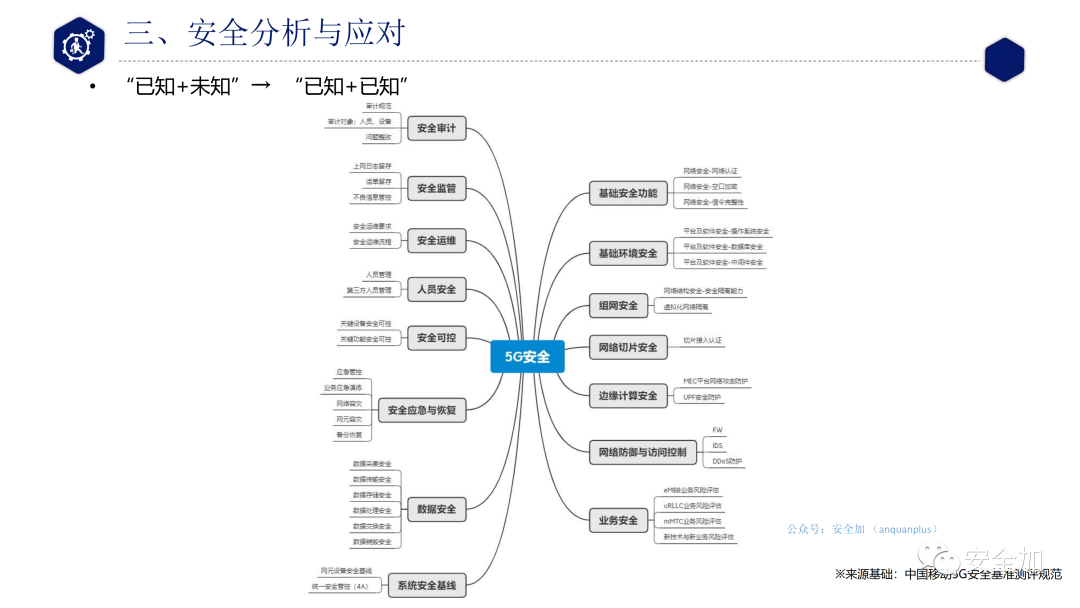 三、安全分析与应对
• “已知+未知” → “已知+已知”
审计规范
审计对象：人员、设备
问题整改
安全审计
上网日志留存
话单留存
不良信息管控
安全监管
安全运维要求
安全运维流程
安全运维
人员管理
第三方人员管理
人员安全
关键设备安全可控
关键功能安全可控
安全可控
应急管控
业务应急演练
网络容灾
网元容灾
备份恢复
安全应急与恢复
数据采集安全
数据传输安全
数据存储安全
数据处理安全
数据交换安全
数据销毁安全
数据安全
网元设备安全基线
统一安全管控（4A）
系统安全基线
5G安全
基础安全功能
网络安全-网络认证
网络安全-空口加密
网络安全-信令完整性
基础环境安全
平台及软件安全-操作系统安全
平台及软件安全-数据库安全
平台及软件安全-中间件安全
组网安全
网络结构安全-安全隔离能力
虚拟化网络隔离
网络切片安全
切片接入认证
边缘计算安全
MEC平台网络攻击防护
UPF安全防护
网络防御与访问控制
FW
IDS
DDoS防护
业务安全
eMBB业务风险评估
uRLLC业务风险评估
mMTC业务风险评估
新技术与新业务风险评估
公众号：安全加 （anquanplus）
安全加
※来源基础：中国移动5G安全基准测评规范